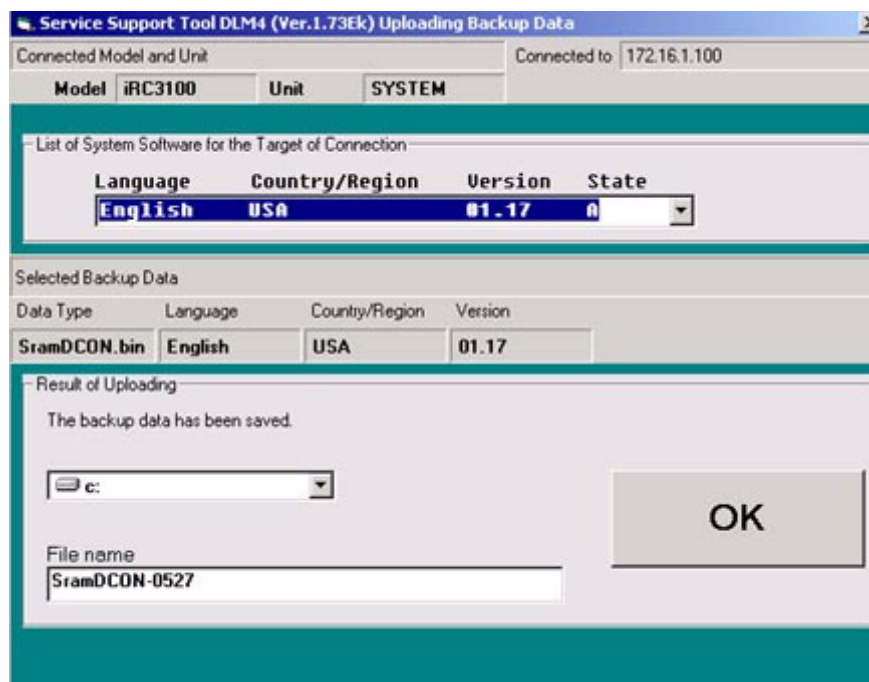 Service Support Tool DLM4 (Ver.1.73Ek) Uploading Backup Data
Connected Model and Unit
Connected to 172.16.1.100
Model iRC3100 Unit SYSTEM
List of System Software for the Target of Connection
Language Country/Region Version State
English USA 01.17 A
Selected Backup Data
Data Type Language Country/Region Version
SramDCON.bin English USA 01.17
Result of Uploading
The backup data has been saved.
c:
OK
File name
SramDCON-0527